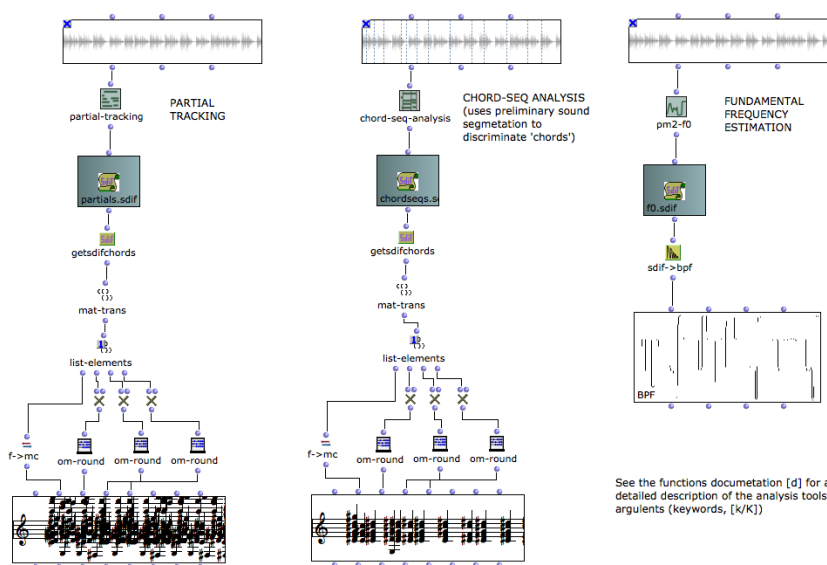 PARTIAL
TRACKING
partial-tracking
partials.sdif
getsdifchords
mat-trans
list-elements
f->mc
om-round
om-round
om-round
CHORD-SEQ ANALYSIS
(uses preliminary sound
segmetation to
discriminate 'chords')
chord-seq-analysis
chordseqs.s
getsdifchords
mat-trans
list-elements
f->mc
om-round
om-round
om-round
FUNDAMENTAL
FREQUENCY
ESTIMATION
pm2-f0
f0.sdif
sdif->bpf
BPF
See the functions documetation [d] for a
detailed description of the analysis tools
argulents (keywords, [k/K])